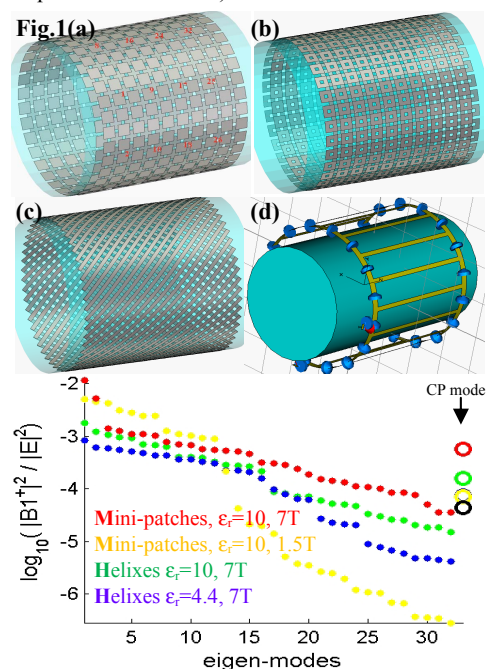 Fig.1(a)
(b)
(c)
(d)
CP mode
-2
-3
-4
-5
-6
log10( |B1+|2 / |E|2)
Mini-patches, εr=10, 7T
Mini-patches, εr=10, 1.5T
Helixes εr=10, 7T
Helixes εr=4.4, 7T
5 10 15 20 25 30
eigen-modes